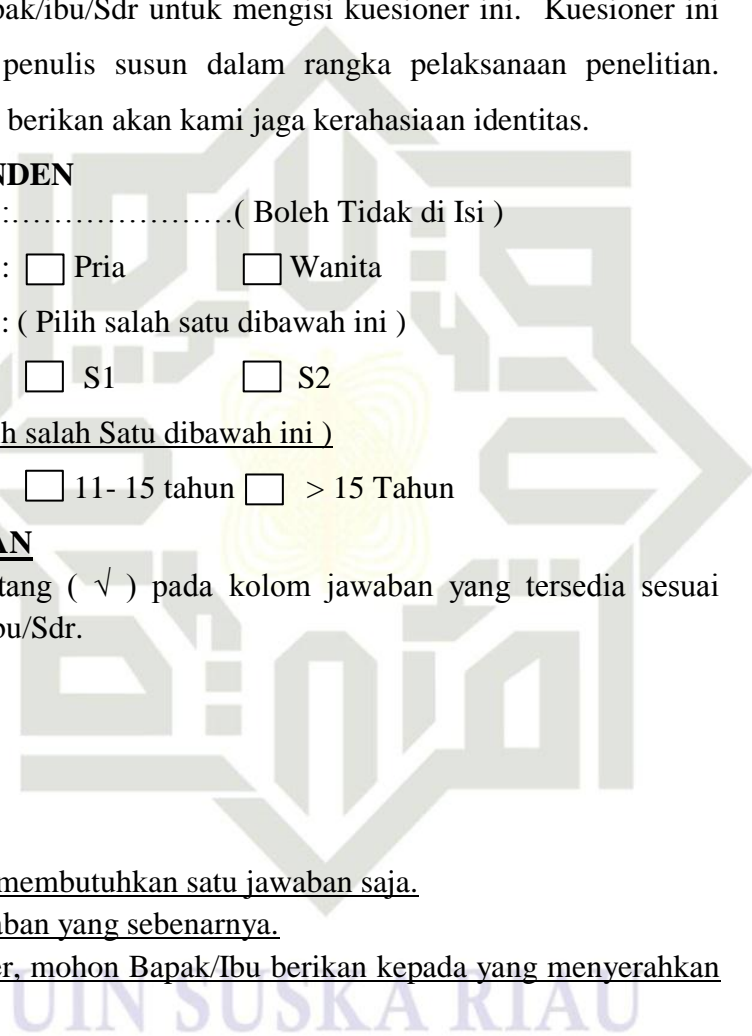 pak/ibu/Sdr untuk mengisi kuesioner ini. Kuesioner ini
penulis susun dalam rangka pelaksanaan penelitian.
berikan akan kami jaga kerahasiaan identitas.
NDEN
:.....................( Boleh Tidak di Isi )
: Pria Wanita
: ( Pilih salah satu dibawah ini )
S1 S2
h salah Satu dibawah ini )
11- 15 tahun > 15 Tahun
AN
tang ( √ ) pada kolom jawaban yang tersedia sesuai
bu/Sdr.
membutuhkan satu jawaban saja.
aban yang sebenarnya.
er, mohon Bapak/Ibu berikan kepada yang menyerahkan
UIN SUSKA RIAU